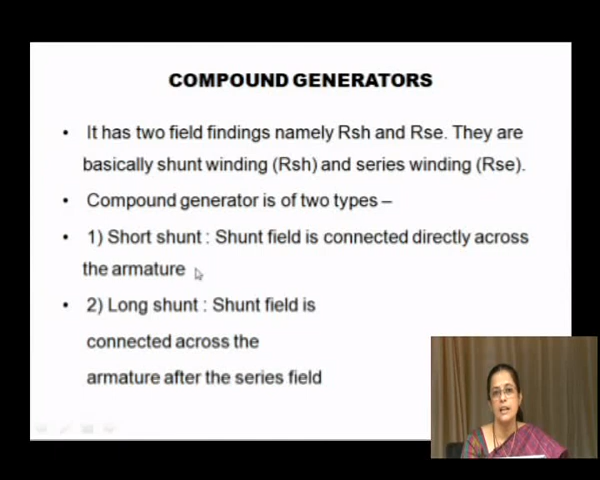 COMPOUND GENERATORS
• It has two field findings namely Rsh and Rse. They are
basically shunt winding (Rsh) and series winding (Rse).
• Compound generator is of two types –
• 1) Short shunt : Shunt field is connected directly across
the armature
• 2) Long shunt : Shunt field is
connected across the
armature after the series field